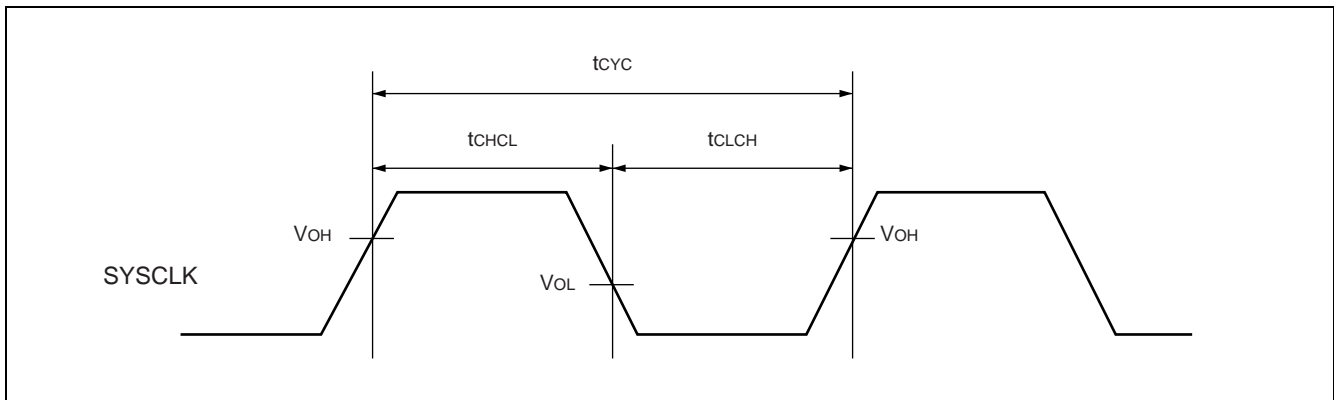 tCYC
tCHCL tCLCH
VOH VOH
SYSCLK
VOL